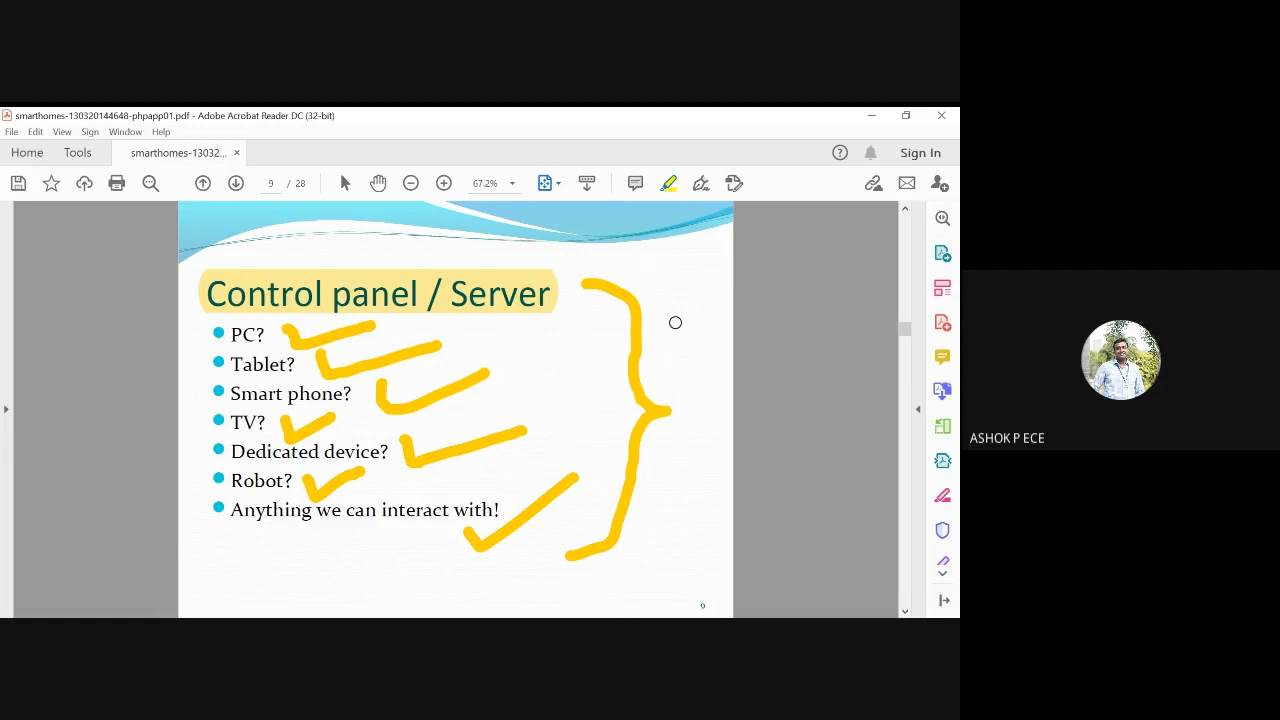 smarthomes-130320144648-phpapp01.pdf - Adobe Acrobat Reader DC (32-bit)
File Edit View Sign Window Help
Home Tools smarthomes-13032... × Sign In
9 / 28 67.2%
Control panel / Server
PC?
Tablet?
Smart phone?
TV?
Dedicated device?
Robot?
Anything we can interact with!
9
ASHOK P ECE